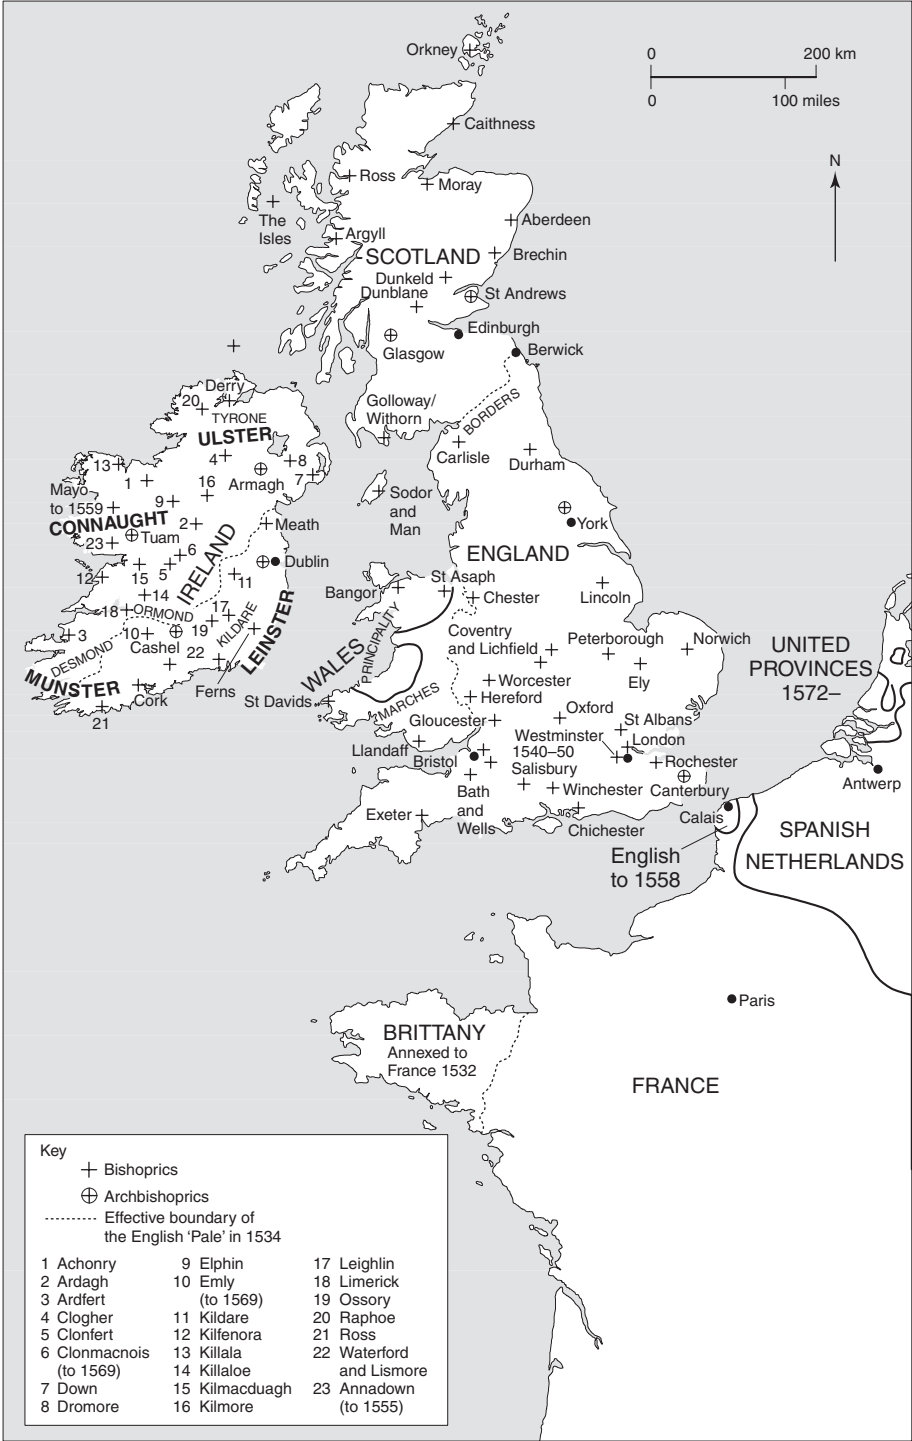 Orkney
0
200 km
0
100 miles
Caithness
N
Ross
Moray
The
Isles
Aberdeen
Argyll
SCOTLAND
Brechin
Dunkeld
Dunblane
St Andrews
Edinburgh
Glasgow
Berwick
Derry
20
TYRONE
ULSTER
Golloway/
Withorn
BORDERS
Carlisle
Durham
13
4
8
1
16
Armagh
7
Mayo
to 1559
9
Sodor
and
Man
CONNAUGHT
2
Meath
York
23
Tuam
IRELAND
6
Dublin
ENGLAND
12
15
5
11
St Asaph
Bangor
Chester
Lincoln
14
18
ORMOND
17
KILDARE
LEINSTER
3
10
19
Cashel
DESMOND
22
WALES
PRINCIPALITY
Coventry
and Lichfield
Peterborough
Norwich
UNITED
PROVINCES
1572–
MUNSTER
Cork
Ferns
Worcester
Ely
St Davids
MARCHES
Hereford
21
Gloucester
Oxford
St Albans
Llandaff
Westminster
1540–50
London
Bristol
Salisbury
Rochester
Antwerp
Bath
and
Wells
Winchester
Canterbury
Exeter
Chichester
Calais
SPANISH
NETHERLANDS
English
to 1558
Paris
BRITTANY
Annexed to
France 1532
FRANCE
Key
Bishoprics
Archbishoprics
Effective boundary of
the English 'Pale' in 1534
1 Achonry
2 Ardagh
3 Ardfert
4 Clogher
5 Clonfert
6 Clonmacnois
(to 1569)
7 Down
8 Dromore
9 Elphin
10 Emly
(to 1569)
11 Kildare
12 Kilfenora
13 Killala
14 Killaloe
15 Kilmacduagh
16 Kilmore
17 Leighlin
18 Limerick
19 Ossory
20 Raphoe
21 Ross
22 Waterford
and Lismore
23 Annadown
(to 1555)